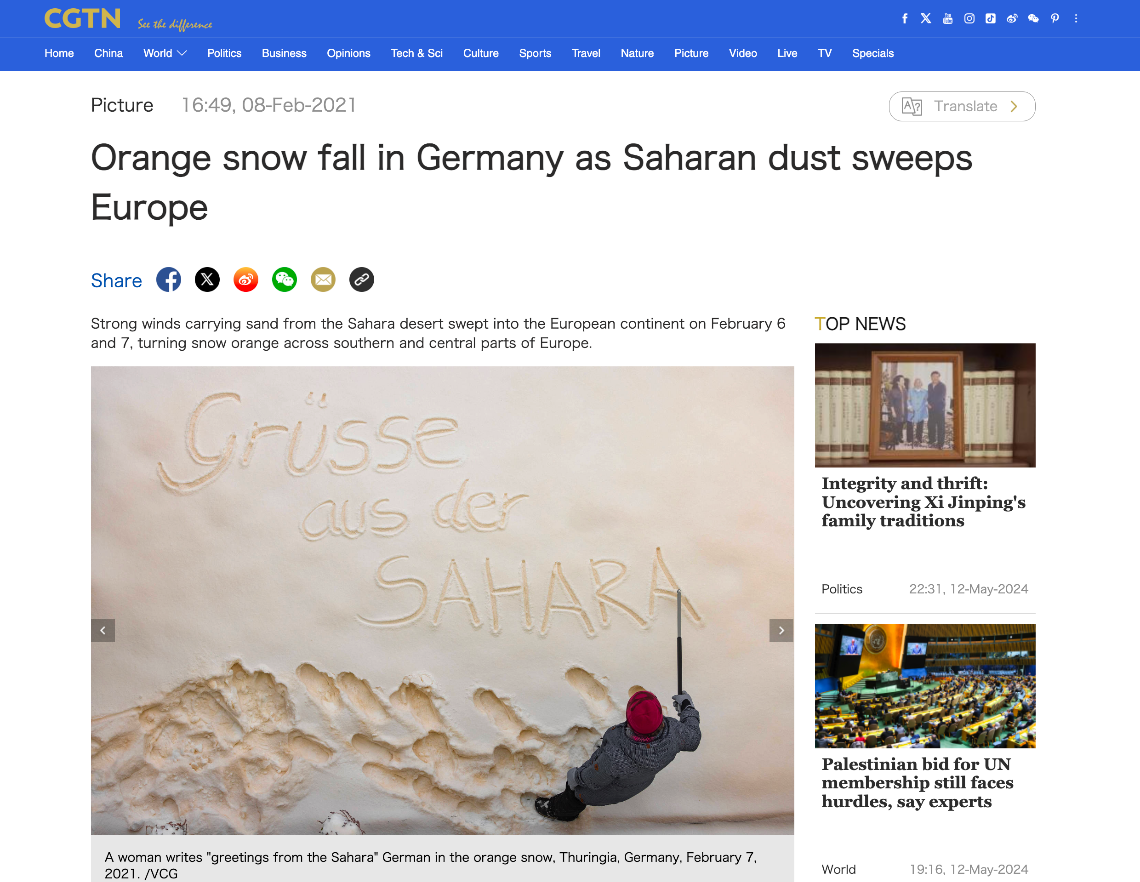 CGTN
See the difference
Home China World Politics Business Opinions Tech & Sci Culture Sports Travel Nature Picture Video Live TV Specials
Picture 16:49, 08-Feb-2021
Translate
Orange snow fall in Germany as Saharan dust sweeps
Europe
Share
Strong winds carrying sand from the Sahara desert swept into the European continent on February 6
and 7, turning snow orange across southern and central parts of Europe.
Grüsse
aus der
SAHARA
A woman writes "greetings from the Sahara" German in the orange snow, Thuringia, Germany, February 7,
2021. /VCG
TOP NEWS
Integrity and thrift:
Uncovering Xi Jinping's
family traditions
Politics 22:31, 12-May-2024
Palestinian bid for UN
membership still faces
hurdles, say experts
World 19:16, 12-May-2024